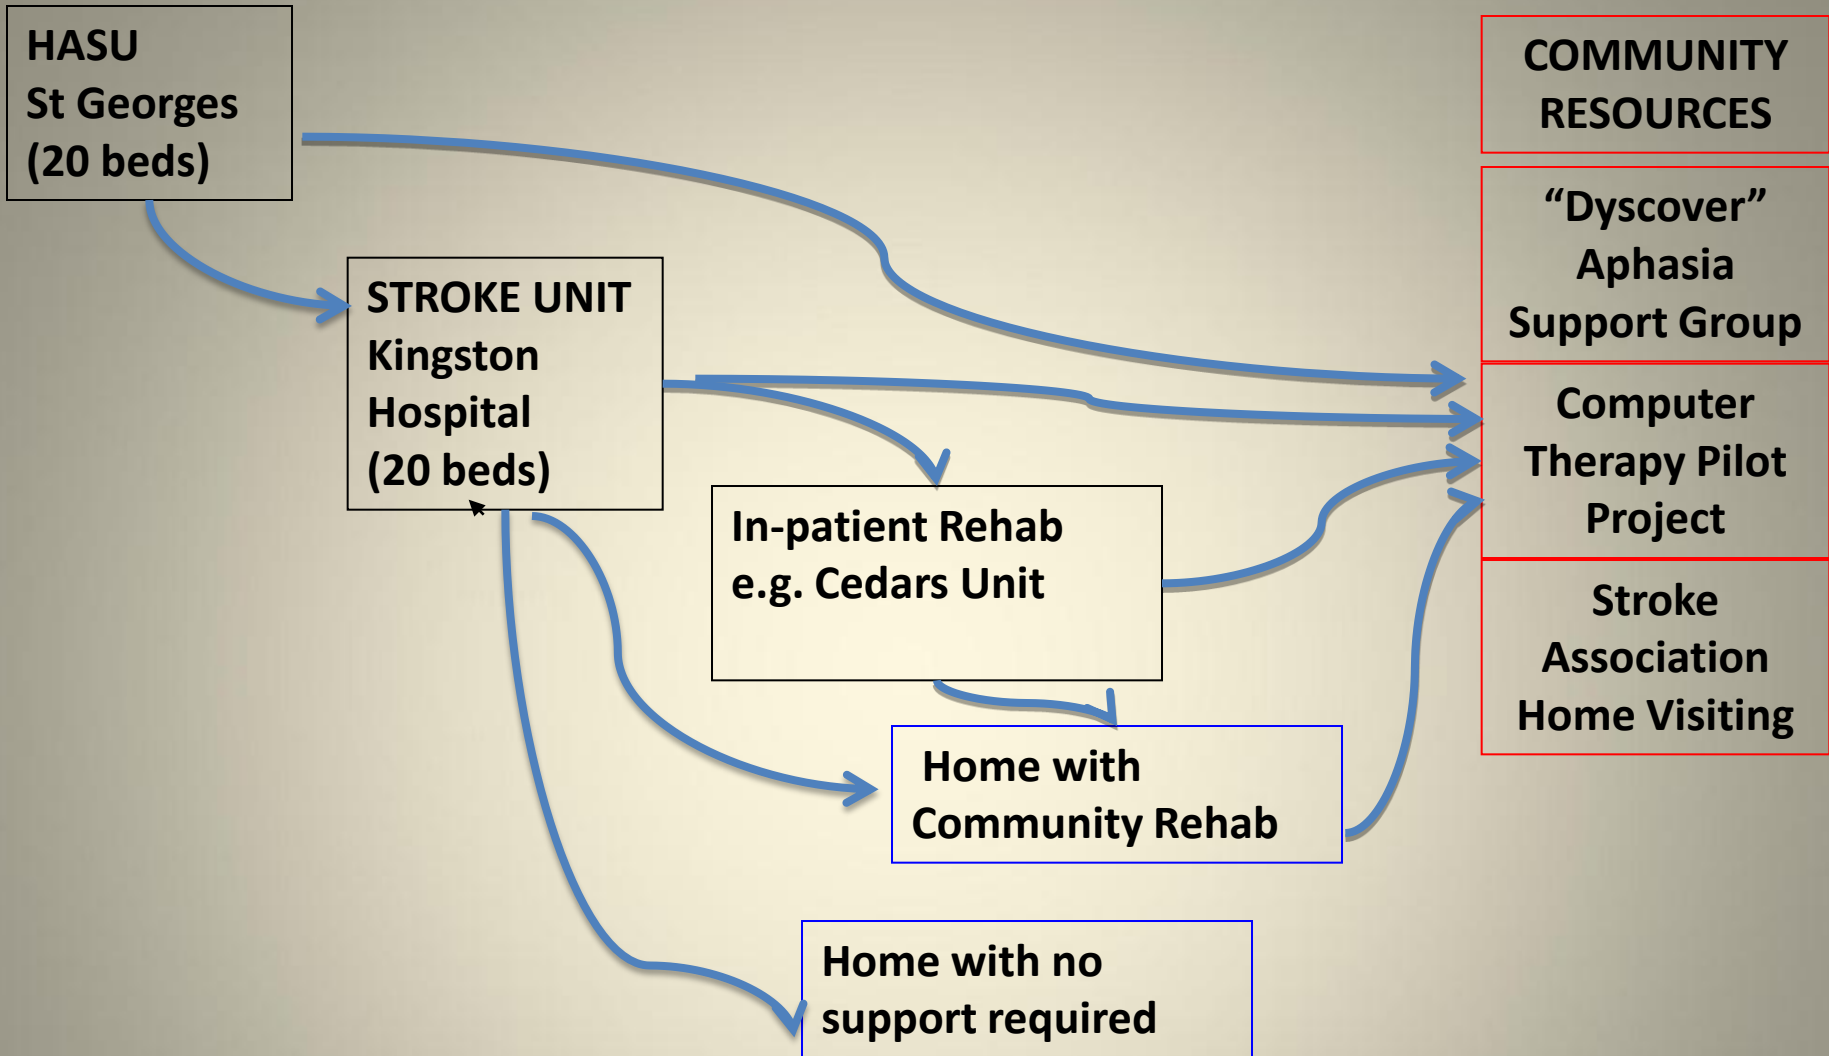 HASU
St Georges
(20 beds)
STROKE UNIT
Kingston
Hospital
(20 beds)
In-patient Rehab
e.g. Cedars Unit
Home with
Community Rehab
Home with no
support required
COMMUNITY
RESOURCES
“Dyscover”
Aphasia
Support Group
Computer
Therapy Pilot
Project
Stroke
Association
Home Visiting